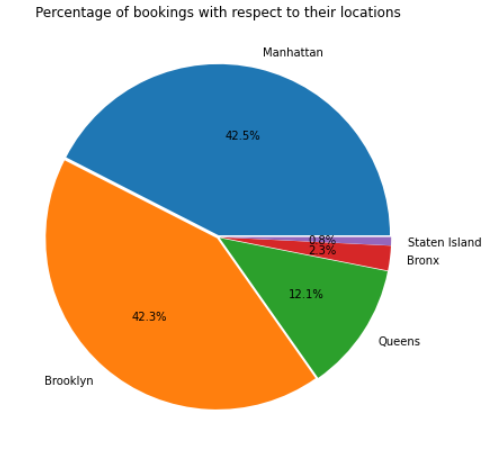 Percentage of bookings with respect to their locations
Manhattan
42.5%
0.8%
Staten Island
2.3%
Bronx
12.1%
42.3%
Queens
Brooklyn